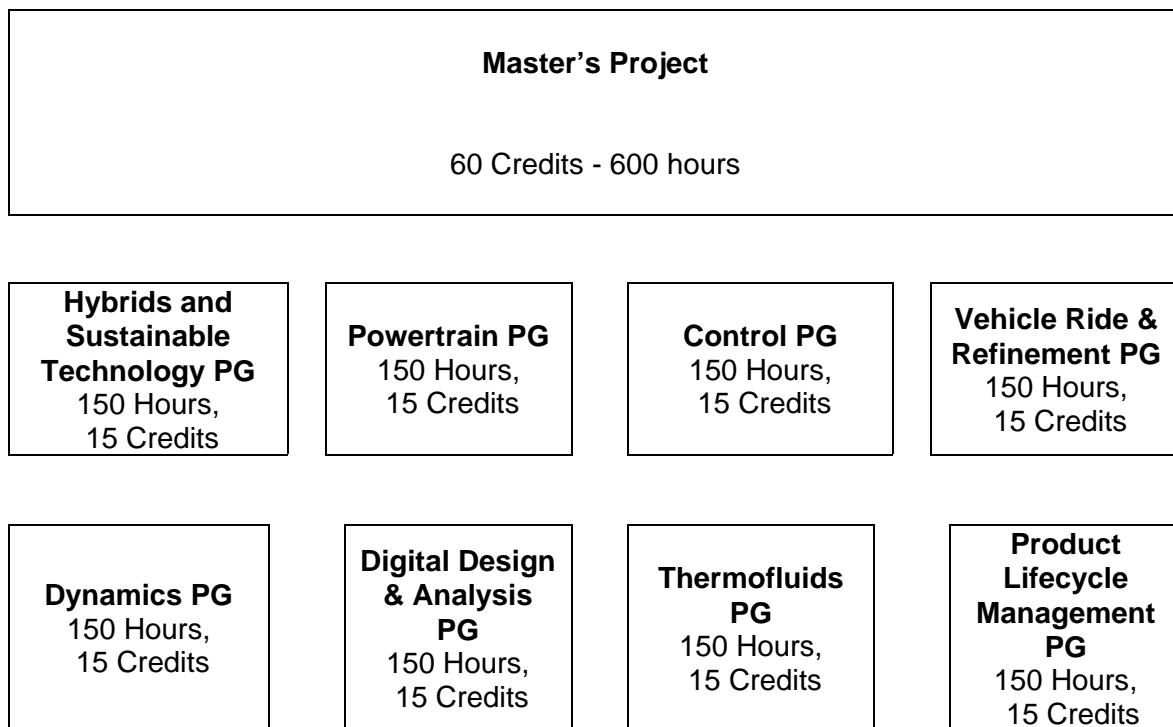 Master’s Project
60 Credits - 600 hours
Hybrids and
Sustainable
Technology PG
150 Hours,
15 Credits
Powertrain PG
150 Hours,
15 Credits
Control PG
150 Hours,
15 Credits
Vehicle Ride &
Refinement PG
150 Hours,
15 Credits
Dynamics PG
150 Hours,
15 Credits
Digital Design
& Analysis
PG
150 Hours,
15 Credits
Thermofluids
PG
150 Hours,
15 Credits
Product
Lifecycle
Management
PG
150 Hours,
15 Credits